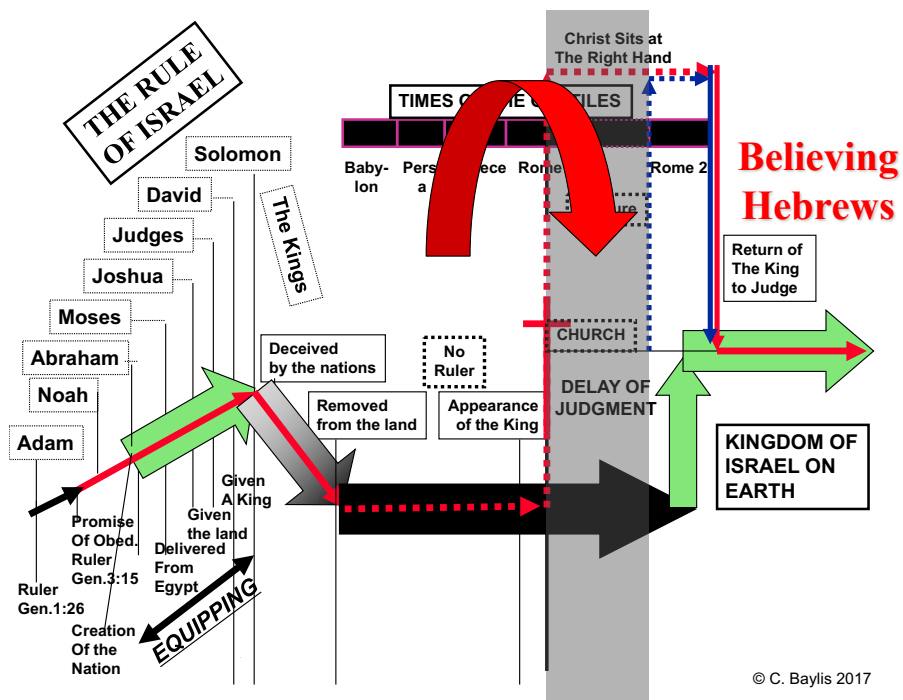 THE RULE
OF ISRAEL
Christ Sits at
The Right Hand
TIMES
Baby-
lon
Pers
a
ece
Rome
Rome 2
Believing
Hebrews
Solomon
David
The Kings
Judges
Joshua
Moses
Abraham
Noah
Adam
Return of
The King
to Judge
CHURCH
Deceived
by the nations
No
Ruler
Removed
from the land
Appearance
of the King
DELAY OF
JUDGMENT
KINGDOM OF
ISRAEL ON
EARTH
Given
A King
Given
the land
Promise
Of Obed.
Ruler
Gen.3:15
Delivered
From
Egypt
Ruler
Gen.1:26
EQUIPPING
Creation
Of the
Nation
© C. Baylis 2017